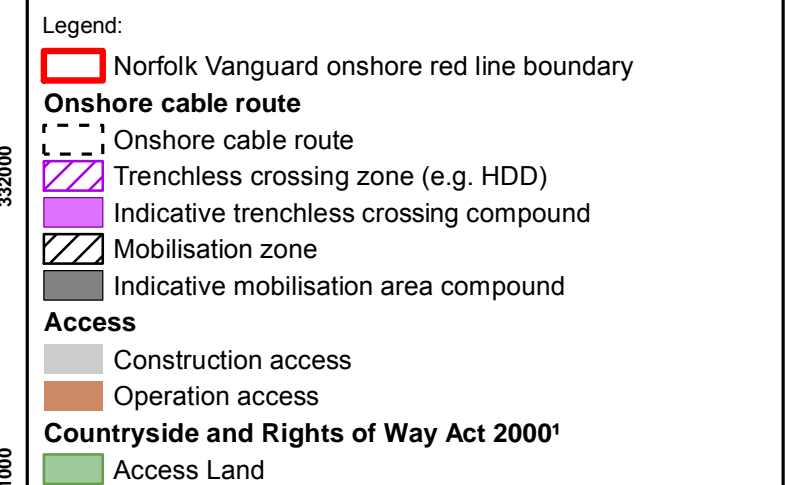 Legend:
Norfolk Vanguard onshore red line boundary
Onshore cable route
Onshore cable route
Trenchless crossing zone (e.g. HDD)
Indicative trenchless crossing compound
Mobilisation zone
Indicative mobilisation area compound
Access
Construction access
Operation access
Countryside and Rights of Way Act 2000¹
Access Land
332000